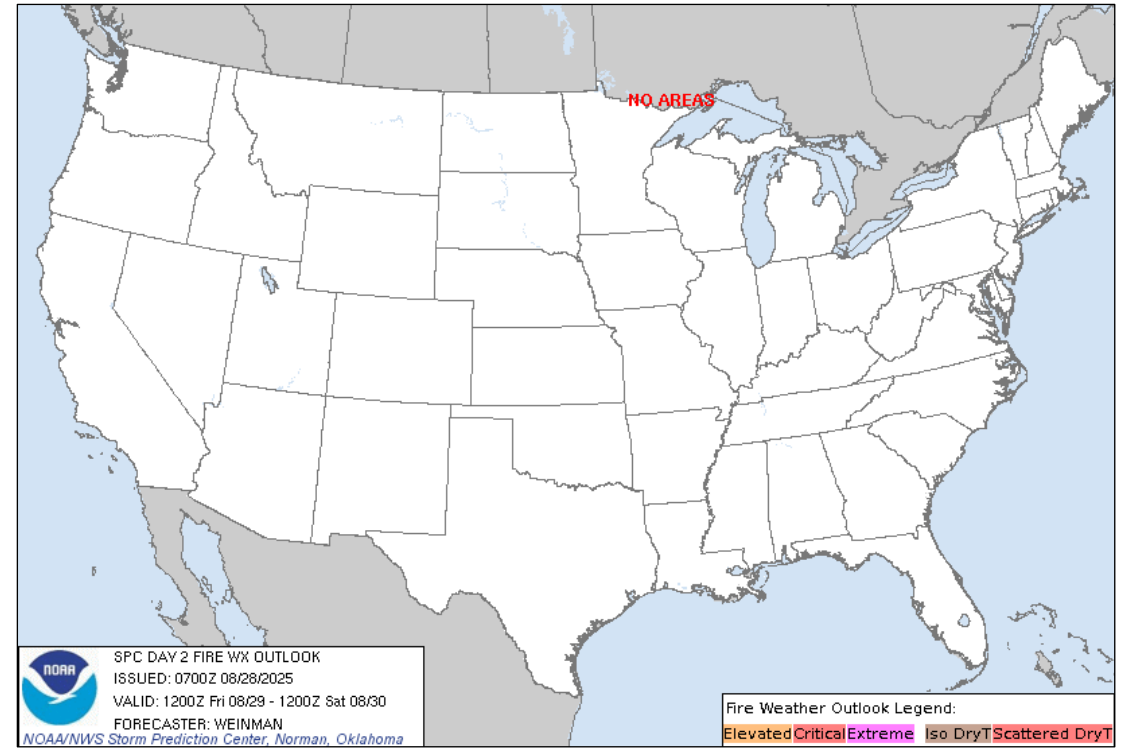 NO AREAS
NOAA
SPC DAY 2 FIRE WX OUTLOOK
ISSUED: 0700Z 08/28/2025
VALID: 1200Z Fri 08/29 - 1200Z Sat 08/30
FORECASTER: WEINMAN
NOAA/NWS Storm Prediction Center, Norman, Oklahoma
Fire Weather Outlook Legend:
Elevated Critical Extreme Iso DryT Scattered DryT